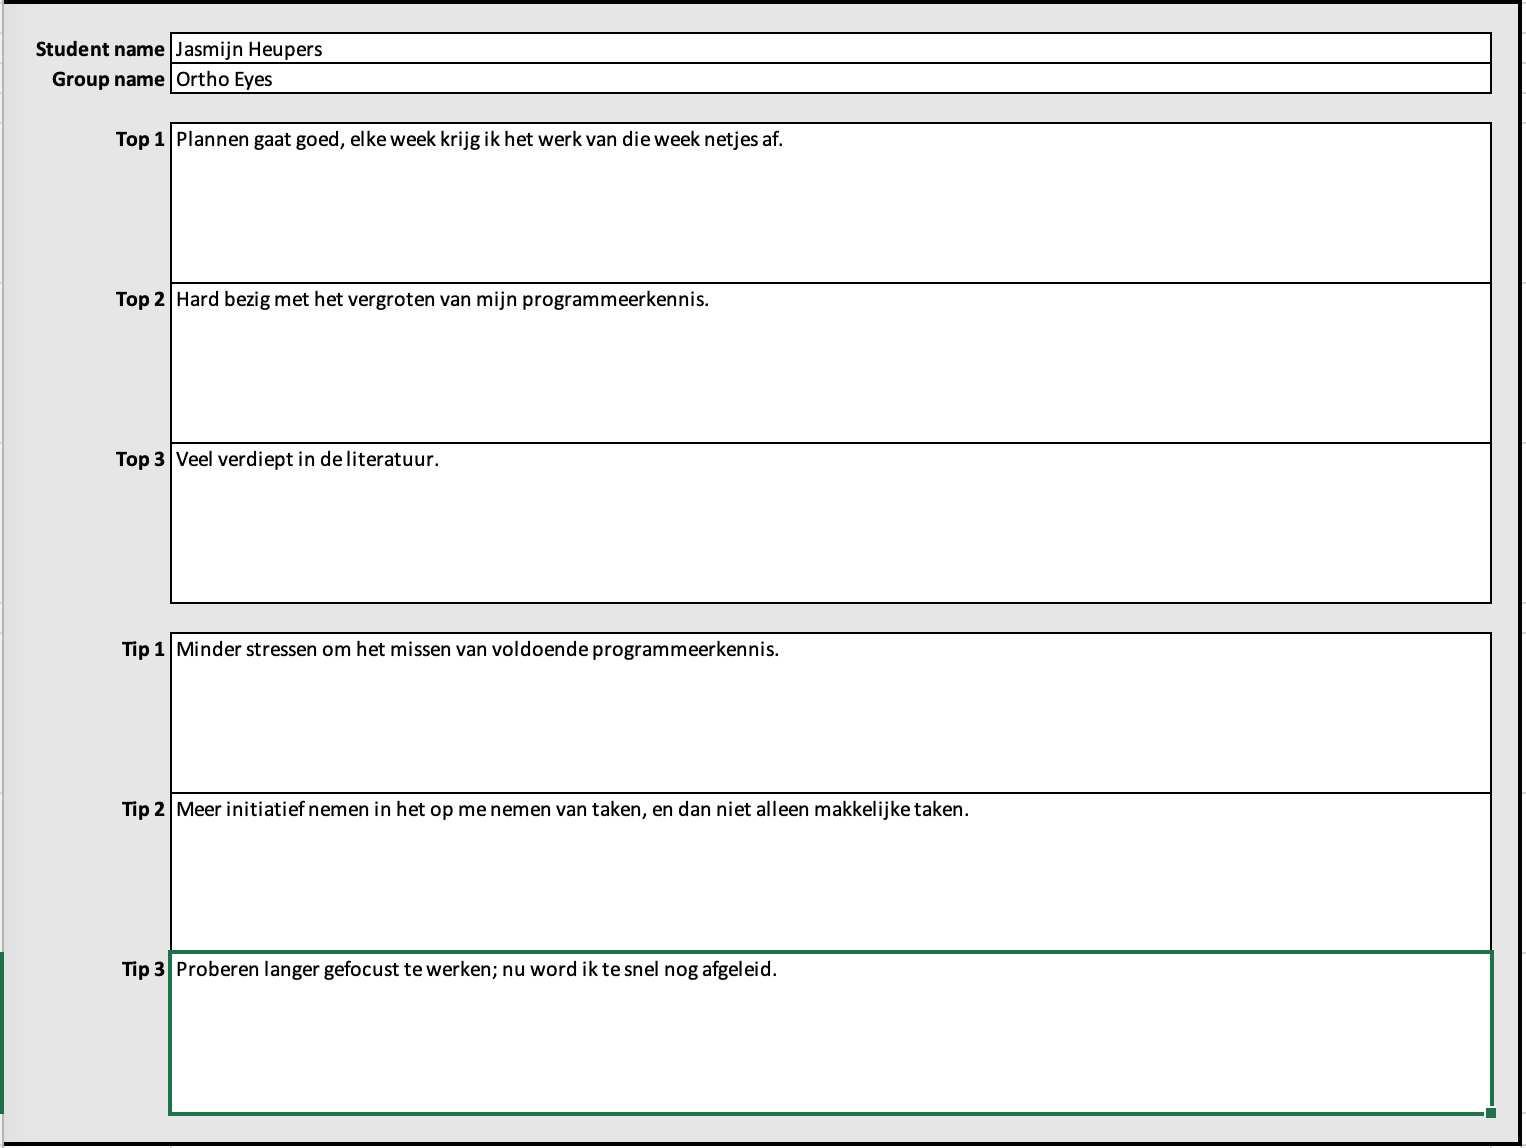 Student name Jasmijn Heupers
Group name Ortho Eyes
Top 1 Plannen gaat goed, elke week krijg ik het werk van die week netjes af.
Top 2 Hard bezig met het vergroten van mijn programmeerkennis.
Top 3 Veel verdiept in de literatuur.
Tip 1 Minder stressen om het missen van voldoende programmeerkennis.
Tip 2 Meer initiatief nemen in het op me nemen van taken, en dan niet alleen makkelijke taken.
Tip 3 Proberen langer gefocust te werken; nu word ik te snel nog afgeleid.